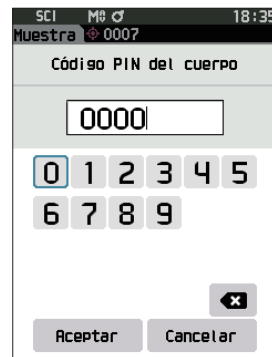 SCI M ♂ 18:35
Muestra 0007
Código PIN del cuerpo
0000
0 1 2 3 4 5
6 7 8 9
Aceptar Cancelar